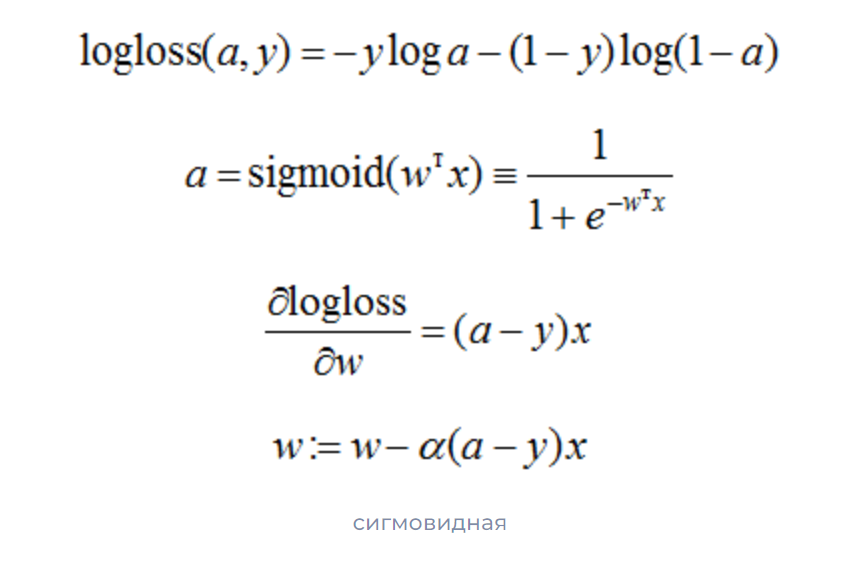 logloss(a, y) = −y log a − (1 − y) log(1 − a)
a = sigmoid(wᵀx) ≡ 1 / (1 + e^(−wᵀx))
∂logloss / ∂w = (a − y)x
w := w − α(a − y)x
сигмовидная